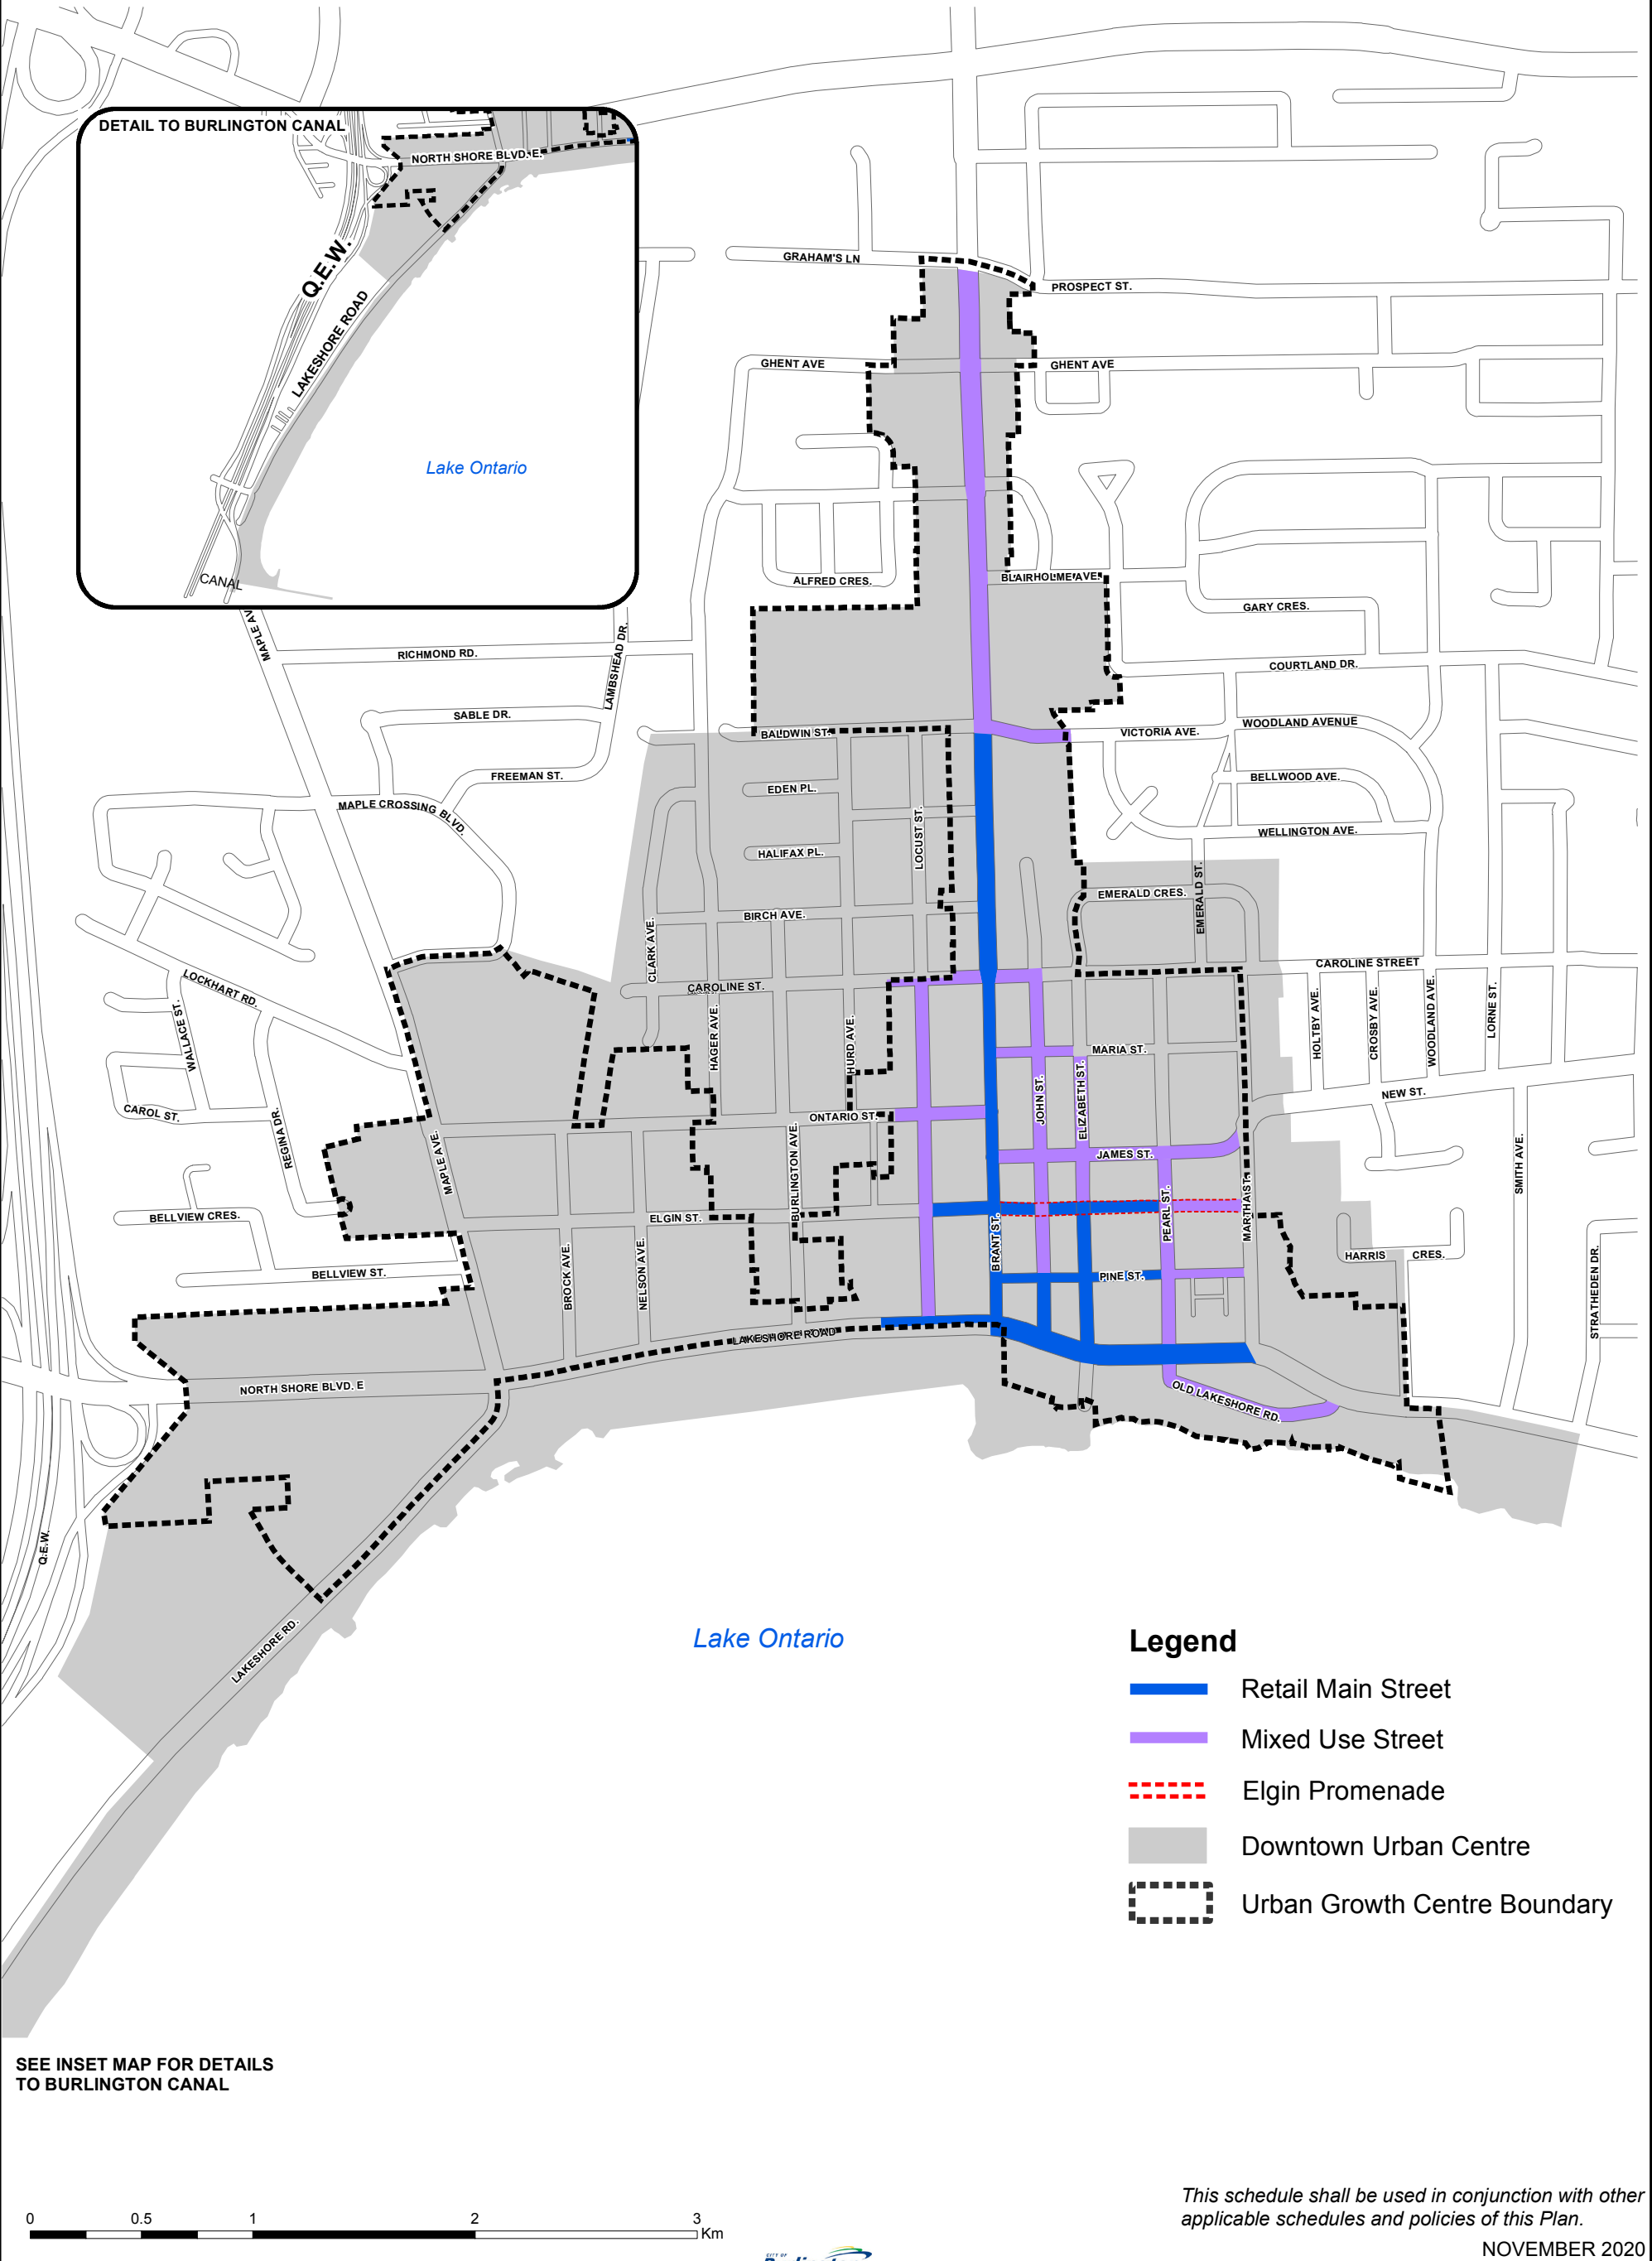 DETAIL TO BURLINGTON CANAL
NORTH SHORE BLVD. E.
Q.E.W.
LAKESHORE ROAD
Lake Ontario
CANAL
GRAHAM'S LN
PROSPECT ST.
GHENT AVE
GHENT AVE
ALFRED CRES.
BLAIRHOLME AVE.
GARY CRES.
MAPLE AV
RICHMOND RD.
LAMBSHEAD DR.
COURTLAND DR.
SABLE DR.
BALDWIN ST.
VICTORIA AVE.
WOODLAND AVENUE
FREEMAN ST.
EDEN PL.
BELLWOOD AVE.
MAPLE CROSSING BLVD.
LOCUST ST.
WELLINGTON AVE.
HALIFAX PL.
EMERALD CRES.
EMERALD ST.
BIRCH AVE.
CLARK AVE.
CAROLINE STREET
LOCKHART RD.
CAROLINE ST.
WALLACE ST.
HAGER AVE.
HURD AVE.
MARIA ST.
HOLTBY AVE.
CROSBY AVE.
WOODLAND AVE.
LORNE ST.
JOHN ST.
ELIZABETH ST.
NEW ST.
CAROL ST.
REGINA DR.
ONTARIO ST.
MAPLE AVE.
BURLINGTON AVE.
JAMES ST.
SMITH AVE.
BELLVIEW CRES.
ELGIN ST.
BRANT ST.
PEARL ST.
MARTHA ST.
HARRIS CRES.
BELLVIEW ST.
BROCK AVE.
NELSON AVE.
PINE ST.
STRATHEDEN DR.
LAKESHORE ROAD
NORTH SHORE BLVD. E
OLD LAKESHORE RD.
Q.E.W.
LAKESHORE RD.
Lake Ontario
Legend
Retail Main Street
Mixed Use Street
Elgin Promenade
Downtown Urban Centre
Urban Growth Centre Boundary
SEE INSET MAP FOR DETAILS
TO BURLINGTON CANAL
0 0.5 1 2 3
Km
This schedule shall be used in conjunction with other
applicable schedules and policies of this Plan.
NOVEMBER 2020
CITY OF